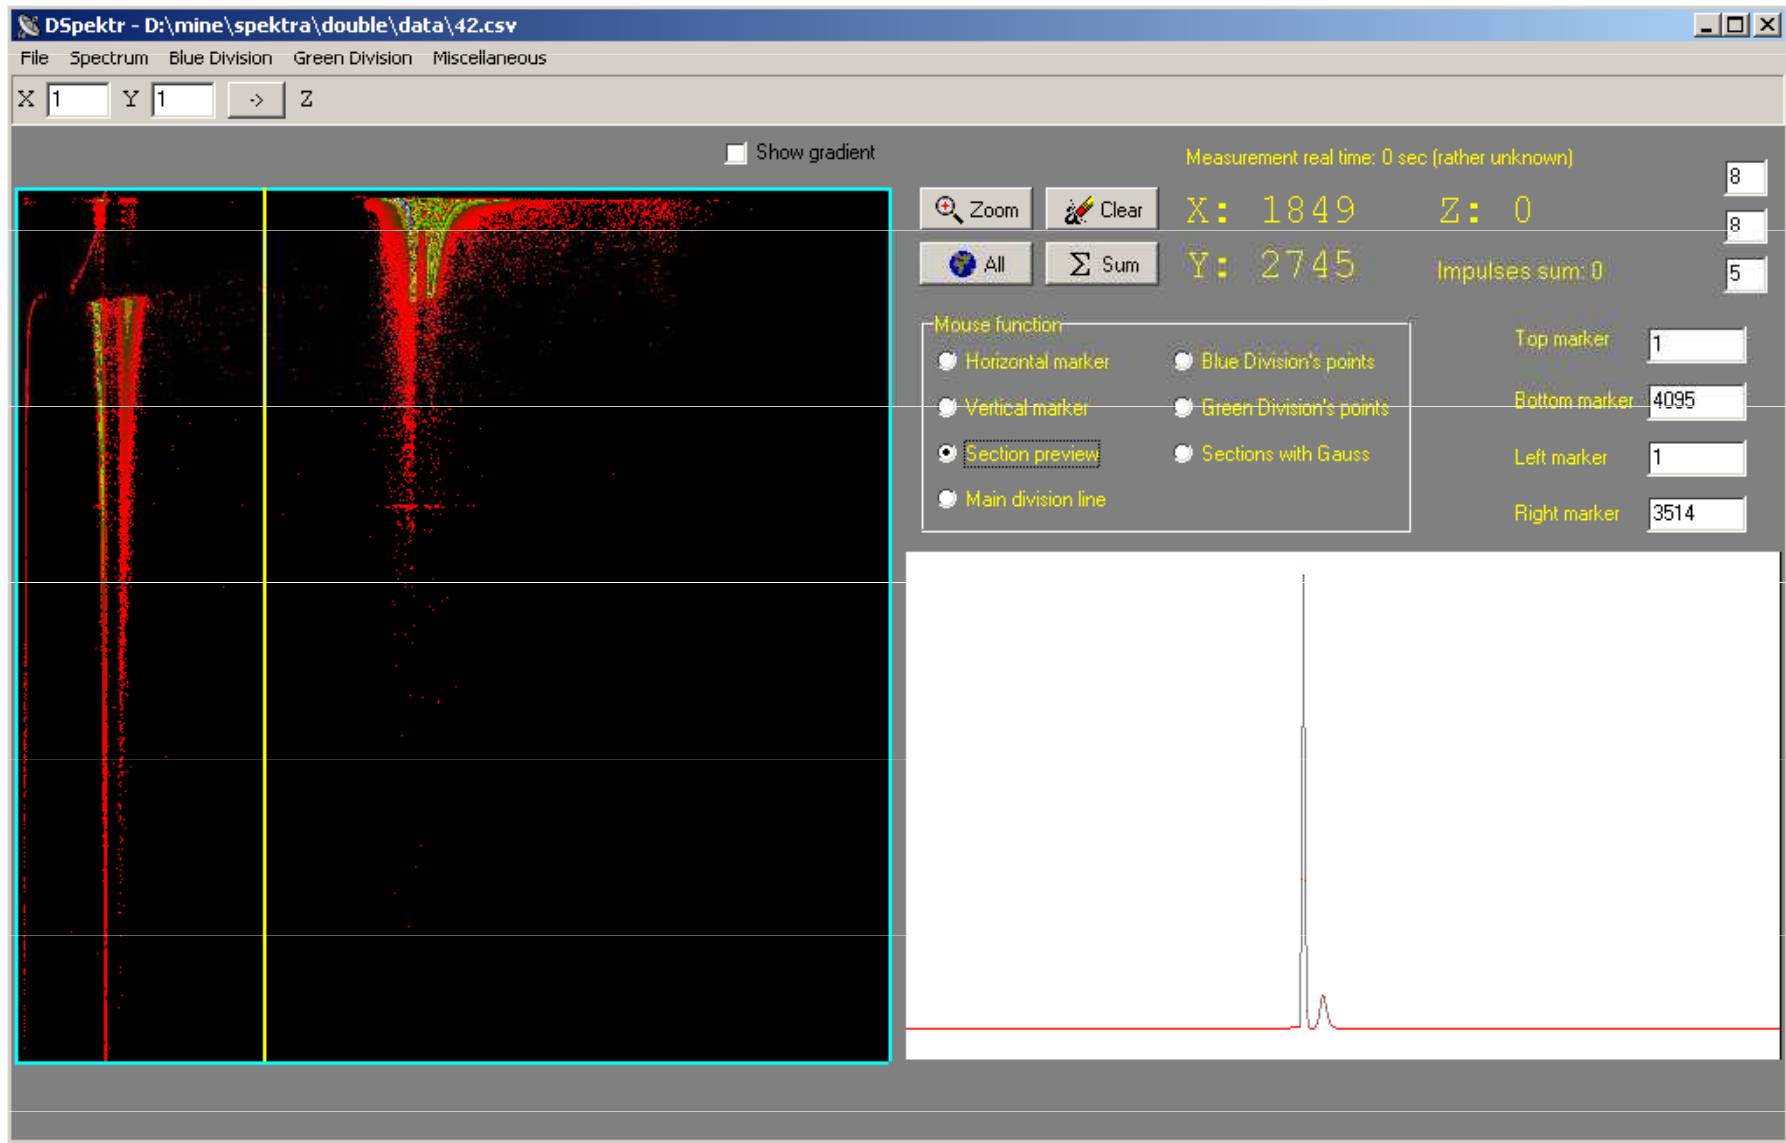 DSpektr - D:\mine\spektra\double\data\42.csv
File Spectrum Blue Division Green Division Miscellaneous
X 1 Y 1 -> Z
Show gradient
Measurement real time: 0 sec (rather unknown)
8
Zoom Clear X: 1849 Z: 0
8
All Σ Sum Y: 2745 Impulses sum: 0
5
Mouse function
Top marker 1
Horizontal marker Blue Division's points
Bottom marker 4095
Vertical marker Green Division's points
Section preview Sections with Gauss
Left marker 1
Main division line
Right marker 3514